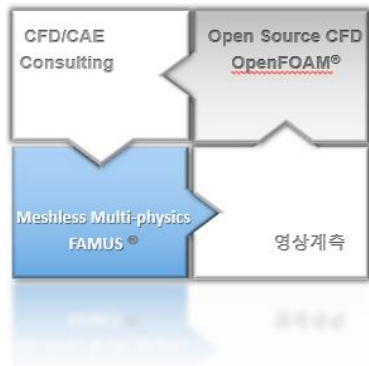 CFD/CAE
Consulting
Open Source CFD
OpenFOAM®
Meshless Multi-physics
FAMUS ®
영상계측